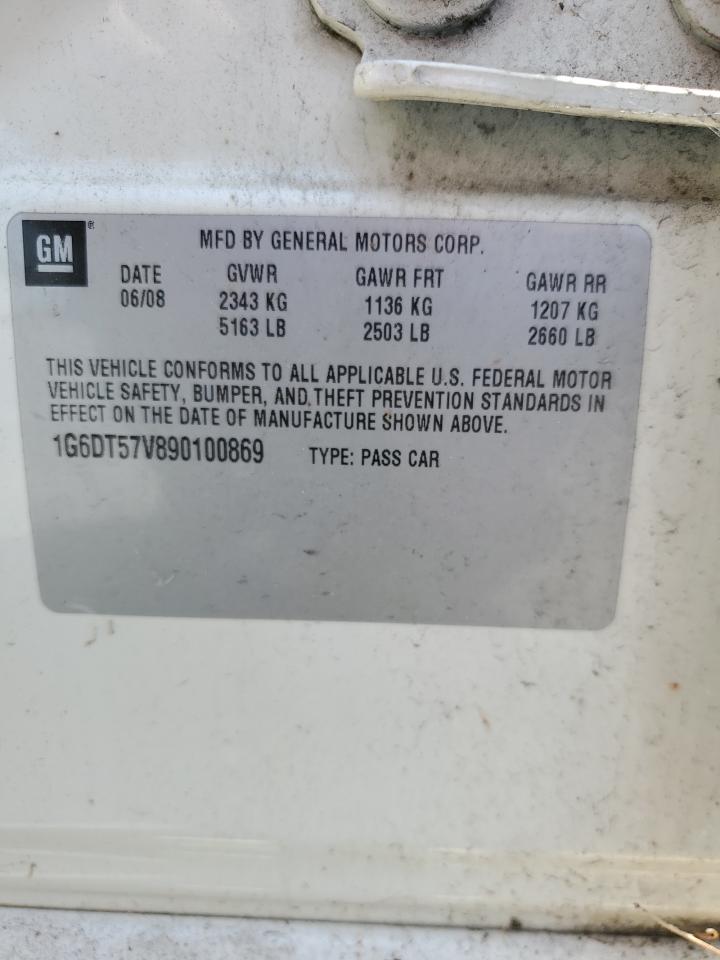 GM®
MFD BY GENERAL MOTORS CORP.
DATE GVWR GAWR FRT GAWR RR
06/08 2343 KG 1136 KG 1207 KG
5163 LB 2503 LB 2660 LB
THIS VEHICLE CONFORMS TO ALL APPLICABLE U.S. FEDERAL MOTOR
VEHICLE SAFETY, BUMPER, AND THEFT PREVENTION STANDARDS IN
EFFECT ON THE DATE OF MANUFACTURE SHOWN ABOVE.
1G6DT57V890100869 TYPE: PASS CAR